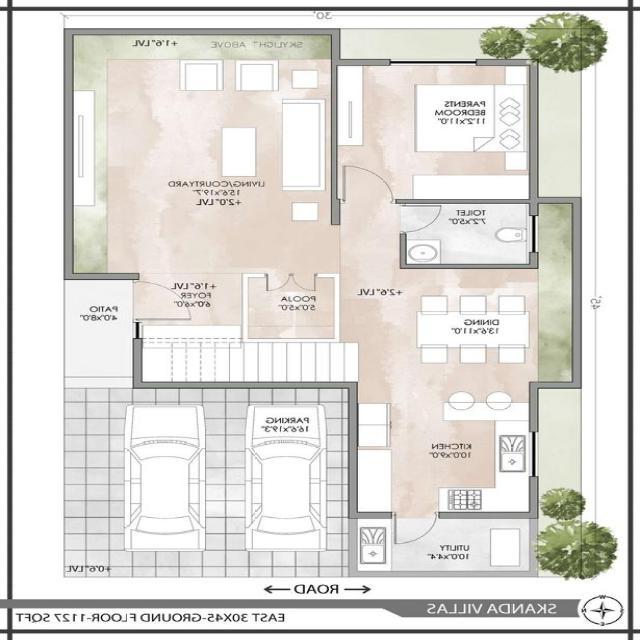 30'
+1'6" LVL
SKYLIGHT ABOVE
PARENTS
BEDROOM
11'2"x11'0"
LIVING/COURTYARD
15'6"x19'7"
+2'0" LVL
TOILET
7'2"x5'0"
+1'6" LVL
FOYER
6'0"x6'0"
POOJA
5'0"x5'0"
+2'6" LVL
45'
PATIO
4'0"x8'0"
DINING
13'6"x11'0"
PARKING
16'6"x19'3"
KITCHEN
10'0"x9'0"
UTILITY
10'0"x4'4"
+0'6" LVL
ROAD
SKANDA VILLAS
EAST 30X45-GROUND FLOOR-1127 SQFT